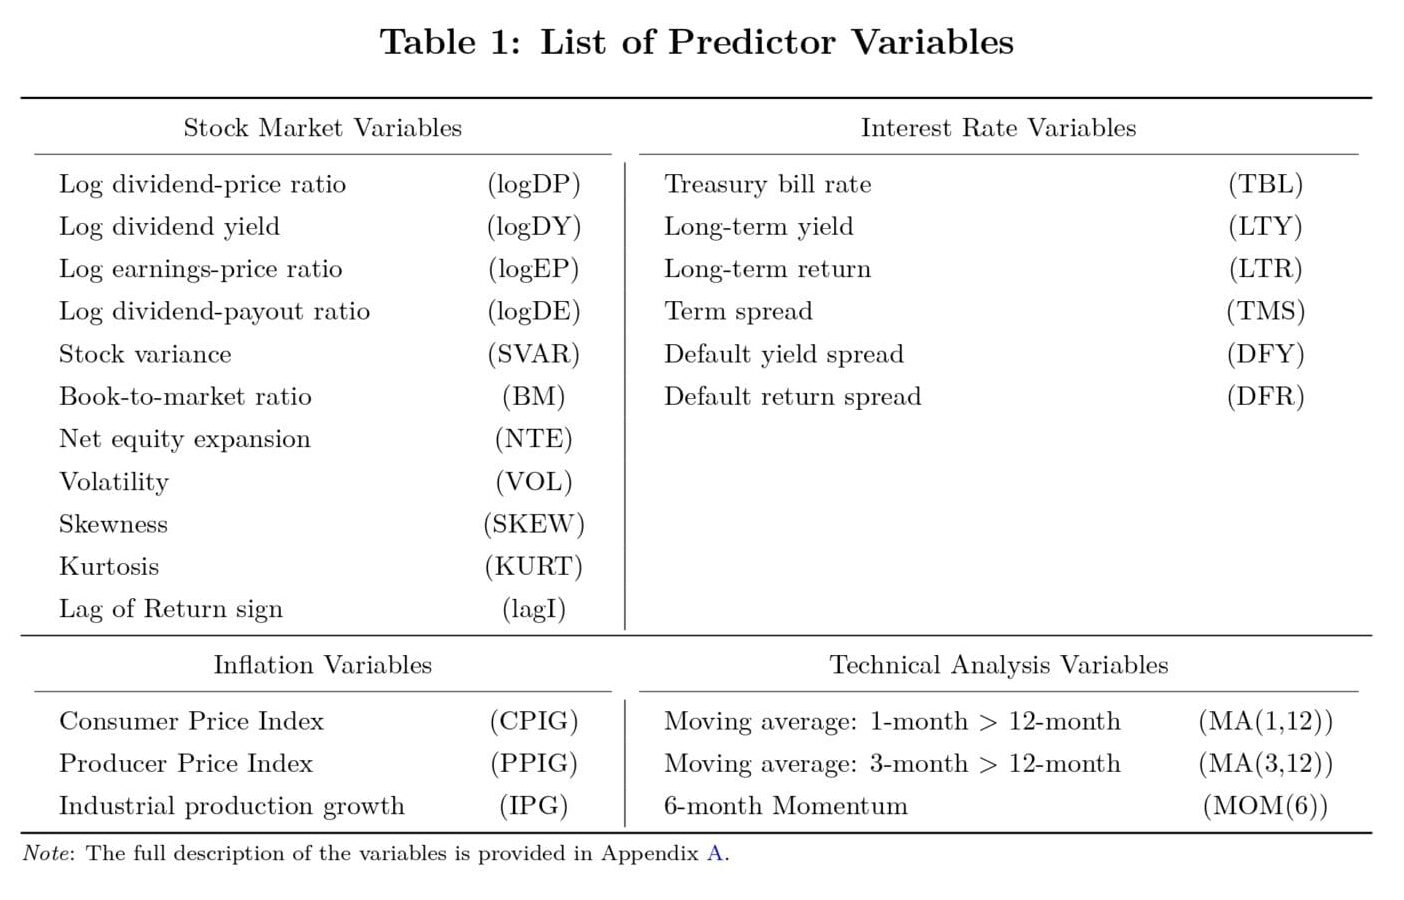 Table 1: List of Predictor Variables
Stock Market Variables
Log dividend-price ratio (logDP)
Log dividend yield (logDY)
Log earnings-price ratio (logEP)
Log dividend-payout ratio (logDE)
Stock variance (SVAR)
Book-to-market ratio (BM)
Net equity expansion (NTE)
Volatility (VOL)
Skewness (SKEW)
Kurtosis (KURT)
Lag of Return sign (lagI)
Interest Rate Variables
Treasury bill rate (TBL)
Long-term yield (LTY)
Long-term return (LTR)
Term spread (TMS)
Default yield spread (DFY)
Default return spread (DFR)
Inflation Variables
Consumer Price Index (CPIG)
Producer Price Index (PPIG)
Industrial production growth (IPG)
Technical Analysis Variables
Moving average: 1-month > 12-month (MA(1,12))
Moving average: 3-month > 12-month (MA(3,12))
6-month Momentum (MOM(6))
Note: The full description of the variables is provided in Appendix A.